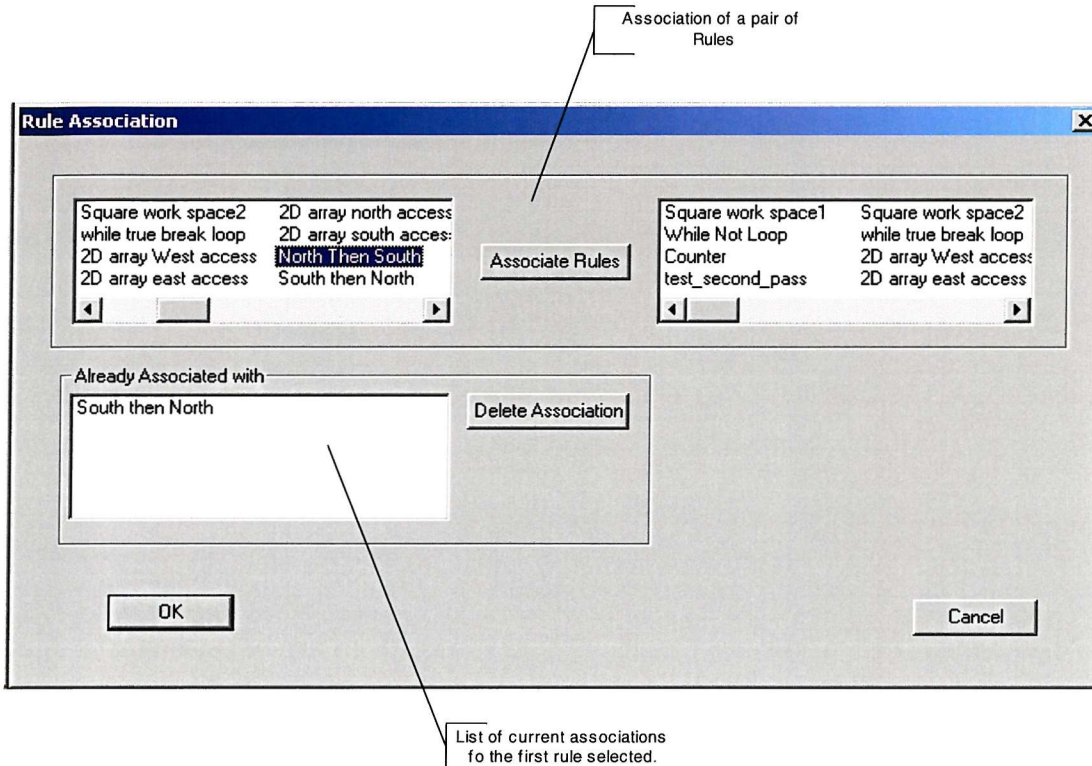 Association of a pair of
Rules
Rule Association
Square work space2 2D array north access
while true break loop 2D array south acces
2D array West access North Then South
2D array east access South then North
Associate Rules
Square work space1 Square work space2
While Not Loop while true break loop
Counter 2D array West acces
test_second_pass 2D array east access
Already Associated with
South then North
Delete Association
OK
Cancel
List of current associations
fo the first rule selected.